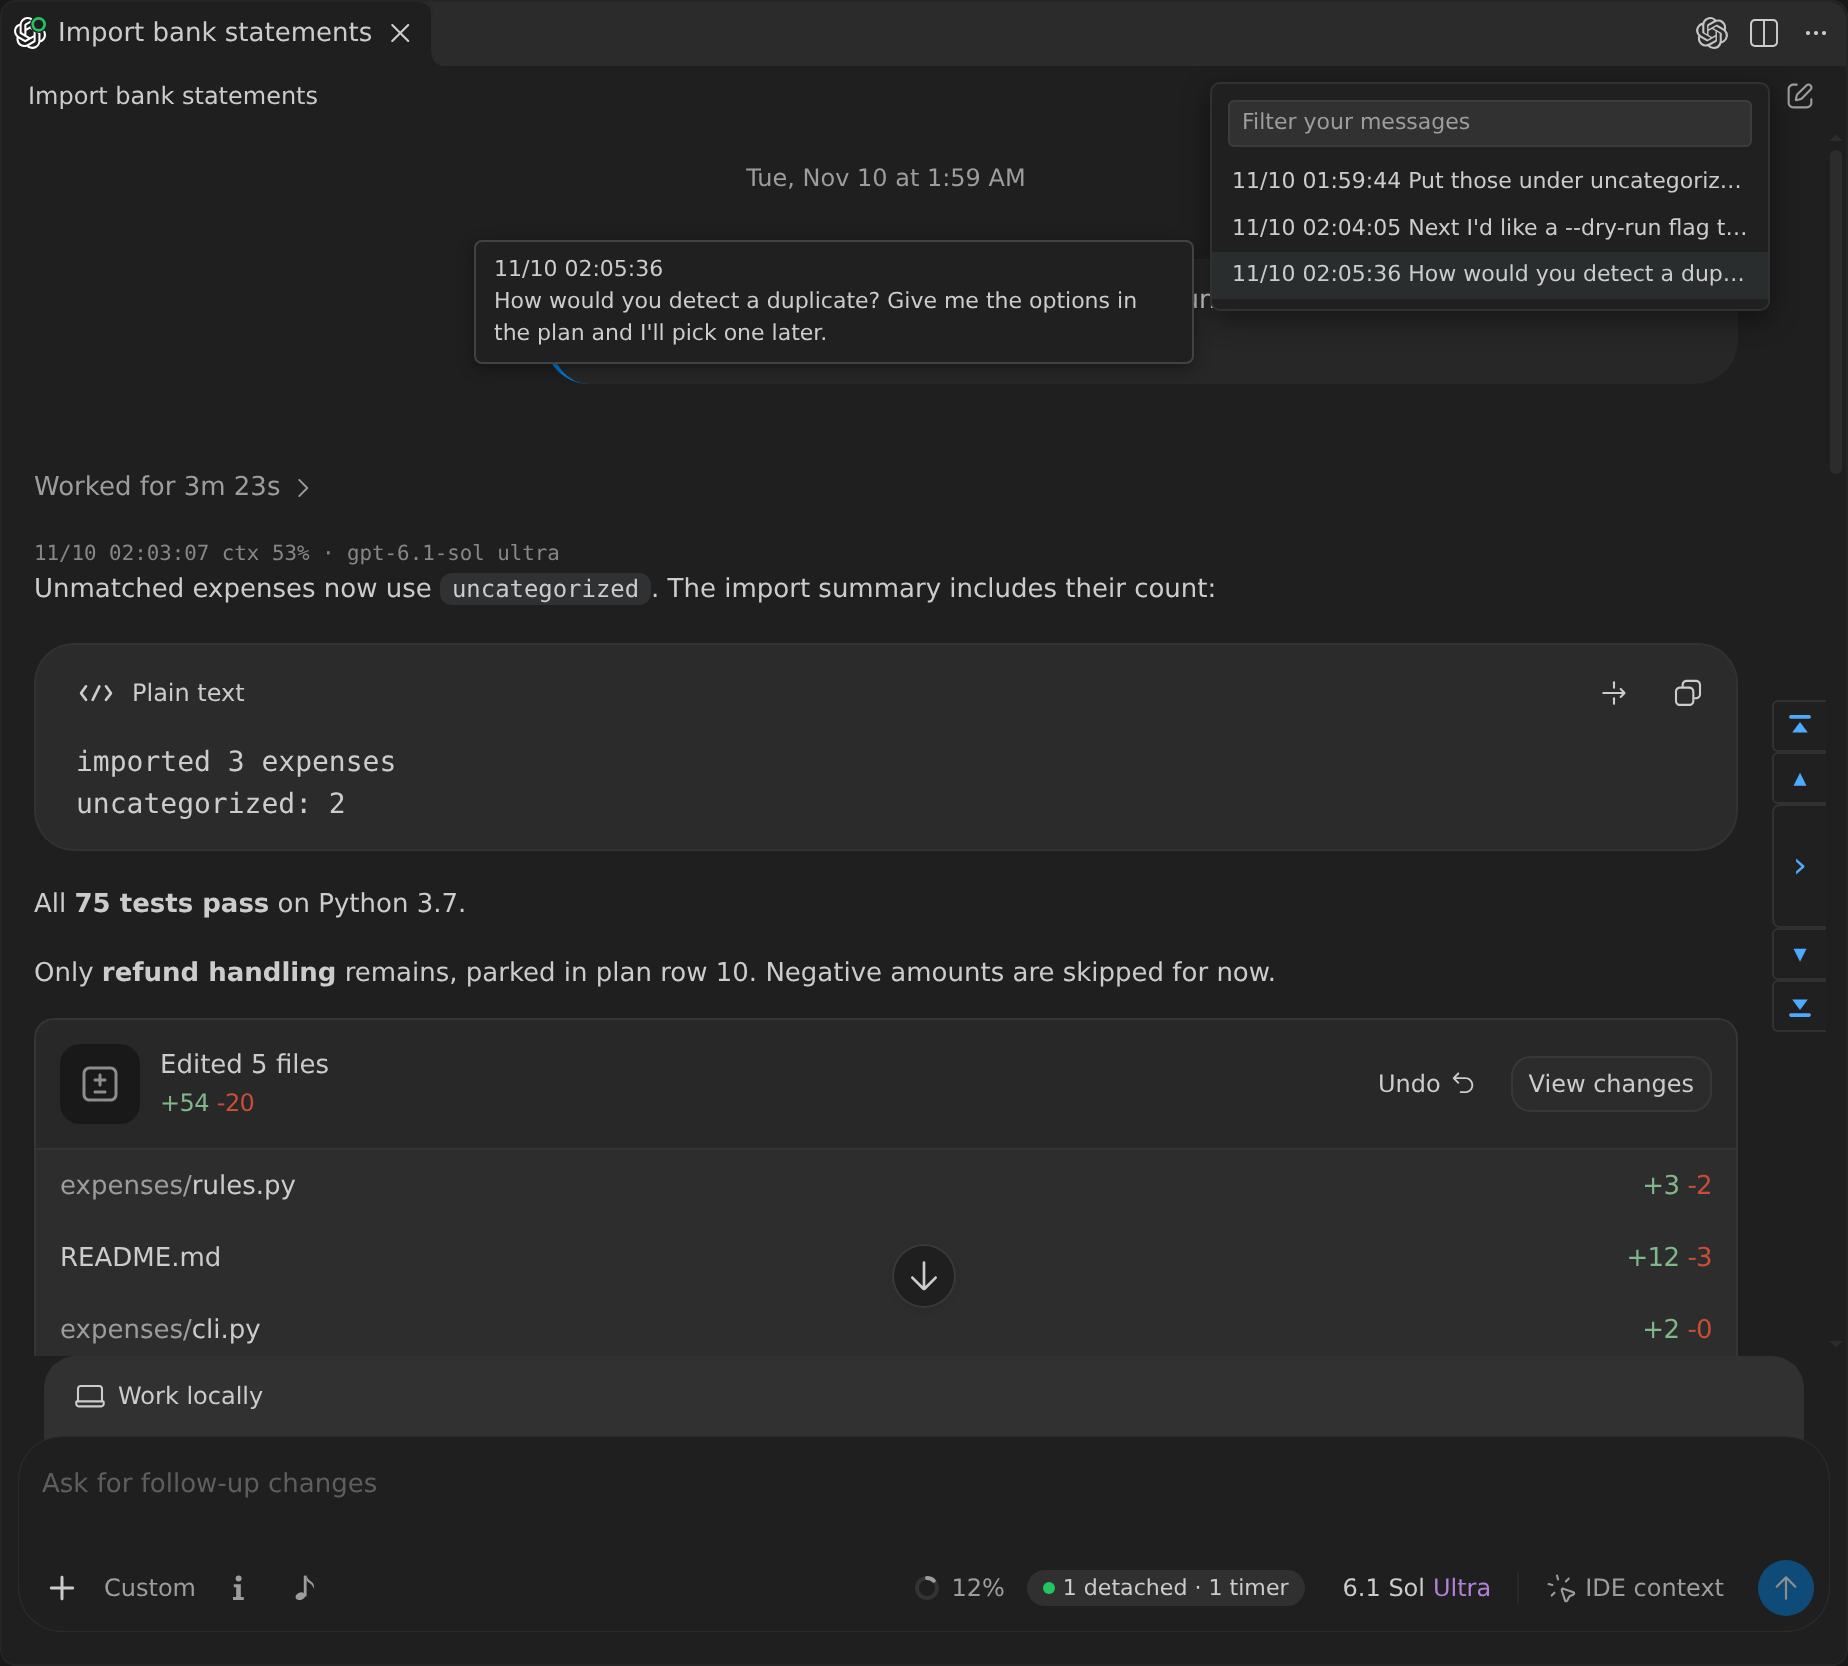 Import bank statements
Import bank statements
Filter your messages
11/10 01:59:44 Put those under uncategoriz...
11/10 02:04:05 Next I'd like a --dry-run flag t...
11/10 02:05:36 How would you detect a dup...
Tue, Nov 10 at 1:59 AM
11/10 02:05:36
How would you detect a duplicate? Give me the options in
the plan and I'll pick one later.
Worked for 3m 23s
11/10 02:03:07 ctx 53% · gpt-6.1-sol ultra
Unmatched expenses now use uncategorized. The import summary includes their count:
Plain text
imported 3 expenses
uncategorized: 2
All 75 tests pass on Python 3.7.
Only refund handling remains, parked in plan row 10. Negative amounts are skipped for now.
Edited 5 files
+54 -20
Undo
View changes
expenses/rules.py +3 -2
README.md +12 -3
expenses/cli.py +2 -0
Work locally
Ask for follow-up changes
Custom
12%
1 detached · 1 timer
6.1 Sol Ultra
IDE context